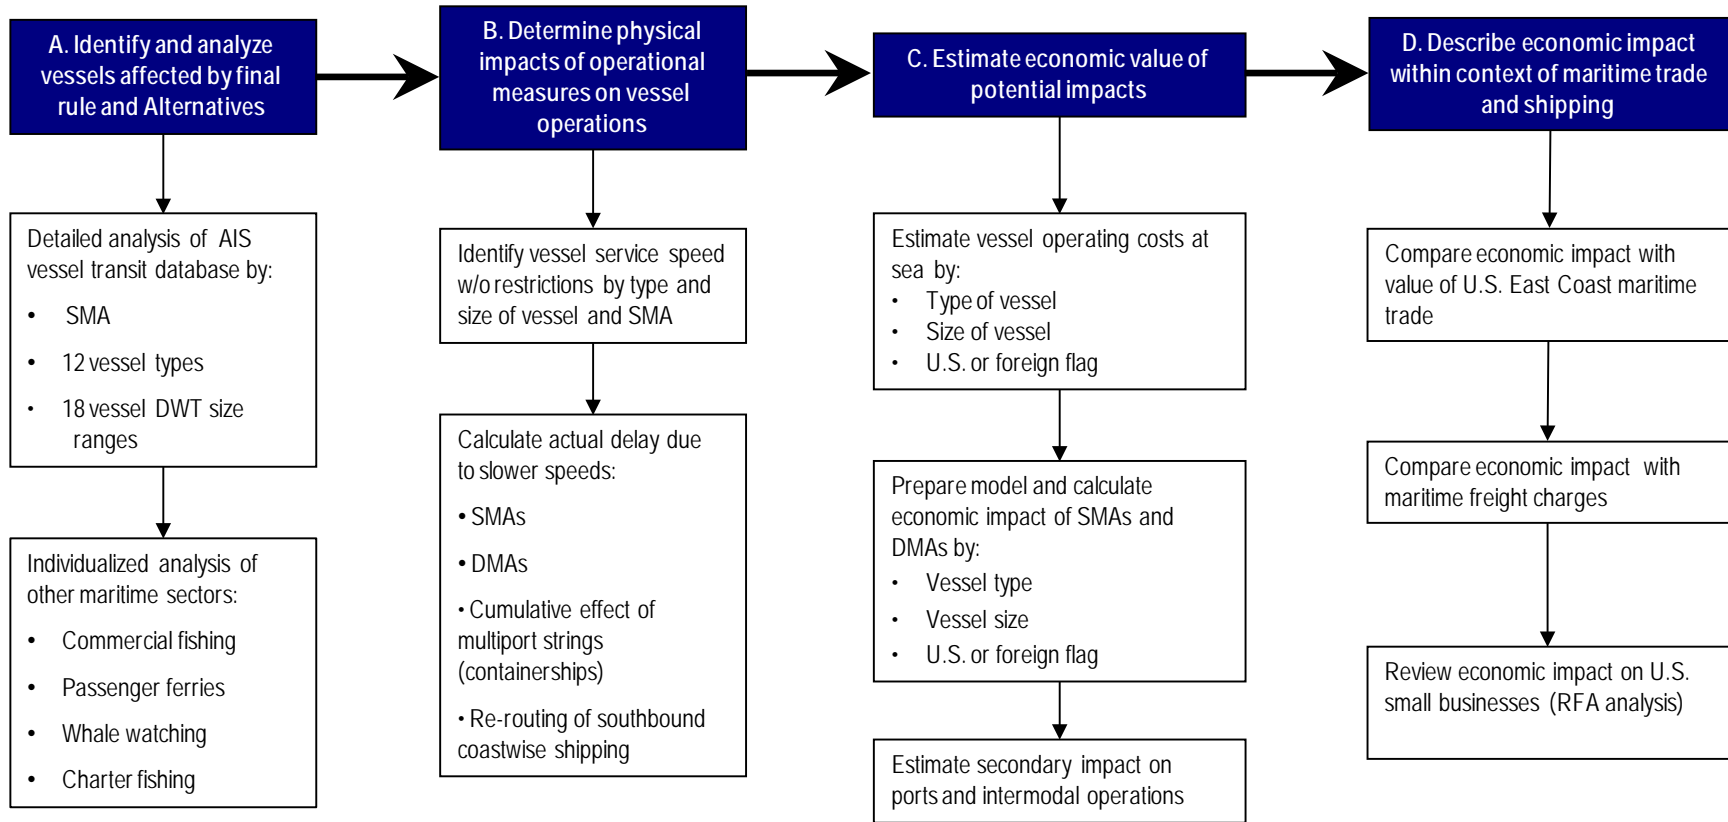 A. Identify and analyze
vessels affected by final
rule and Alternatives
Detailed analysis of AIS
vessel transit database by:
• SMA
• 12 vessel types
• 18 vessel DWT size
ranges
Individualized analysis of
other maritime sectors:
• Commercial fishing
• Passenger ferries
• Whale watching
• Charter fishing
B. Determine physical
impacts of operational
measures on vessel
operations
Identify vessel service speed
w/o restrictions by type and
size of vessel and SMA
Calculate actual delay due
to slower speeds:
• SMAs
• DMAs
• Cumulative effect of
multiport strings
(containerships)
• Re-routing of southbound
coastwise shipping
C. Estimate economic value of
potential impacts
Estimate vessel operating costs at
sea by:
• Type of vessel
• Size of vessel
• U.S. or foreign flag
Prepare model and calculate
economic impact of SMAs and
DMAs by:
• Vessel type
• Vessel size
• U.S. or foreign flag
Estimate secondary impact on
ports and intermodal operations
D. Describe economic impact
within context of maritime trade
and shipping
Compare economic impact with
value of U.S. East Coast maritime
trade
Compare economic impact with
maritime freight charges
Review economic impact on U.S.
small businesses (RFA analysis)